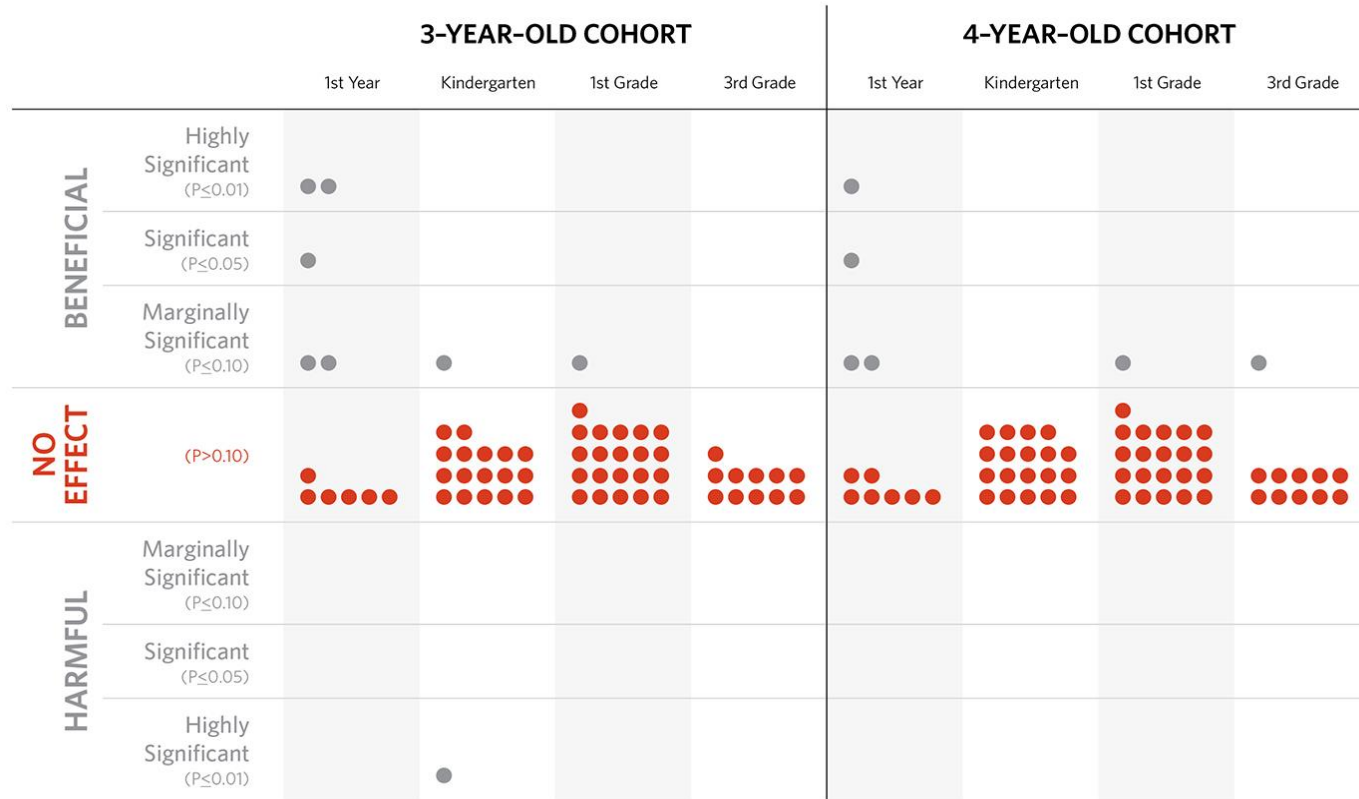 3-YEAR-OLD COHORT
4-YEAR-OLD COHORT
1st Year
Kindergarten
1st Grade
3rd Grade
1st Year
Kindergarten
1st Grade
3rd Grade
BENEFICIAL
Highly
Significant
(P≤0.01)
Significant
(P≤0.05)
Marginally
Significant
(P≤0.10)
NO
EFFECT
(P>0.10)
HARMFUL
Marginally
Significant
(P≤0.10)
Significant
(P≤0.05)
Highly
Significant
(P≤0.01)